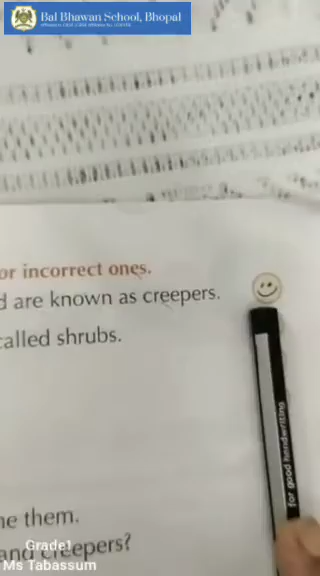 Bal Bhawan School, Bhopal
or incorrect ones.
d are known as creepers.
called shrubs.
for good handwriting
ne them.
and creepers?
Grade1
Ms Tabassum